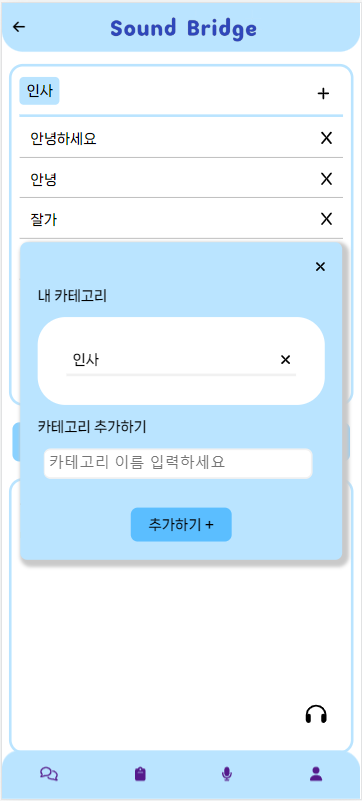 Sound Bridge
인사
안녕하세요
안녕
잘가
내 카테고리
인사
카테고리 추가하기
카테고리 이름 입력하세요
추가하기 +